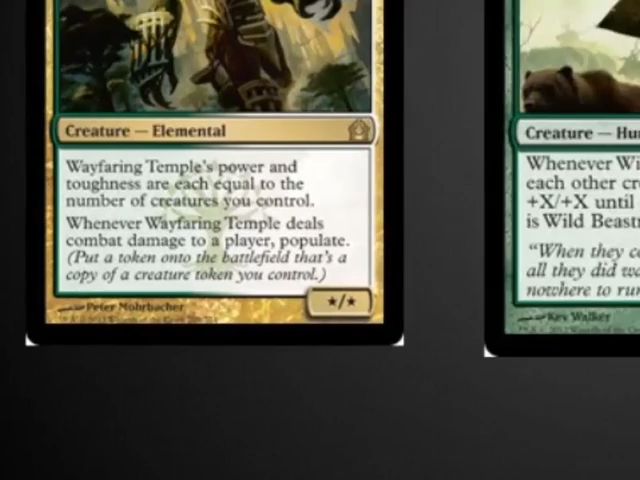 Creature — Elemental
Wayfaring Temple's power and
toughness are each equal to the
number of creatures you control.
Whenever Wayfaring Temple deals
combat damage to a player, populate.
(Put a token onto the battlefield that's a
copy of a creature token you control.)
★/★
Peter Mohrbacher
Creature — Hu
Whenever Wi
each other cr
+X/+X until
is Wild Beast
"When they c
all they did w
nowhere to ru
Kev Walker